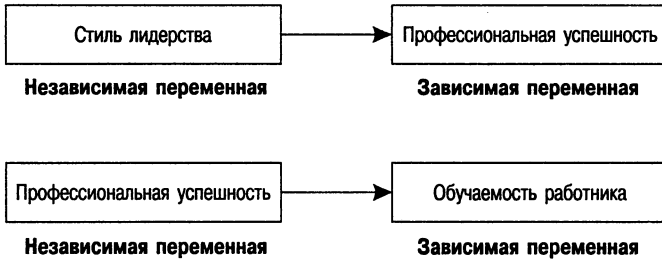 Стиль лидерства
Профессиональная успешность
Независимая переменная
Зависимая переменная
Профессиональная успешность
Обучаемость работника
Независимая переменная
Зависимая переменная